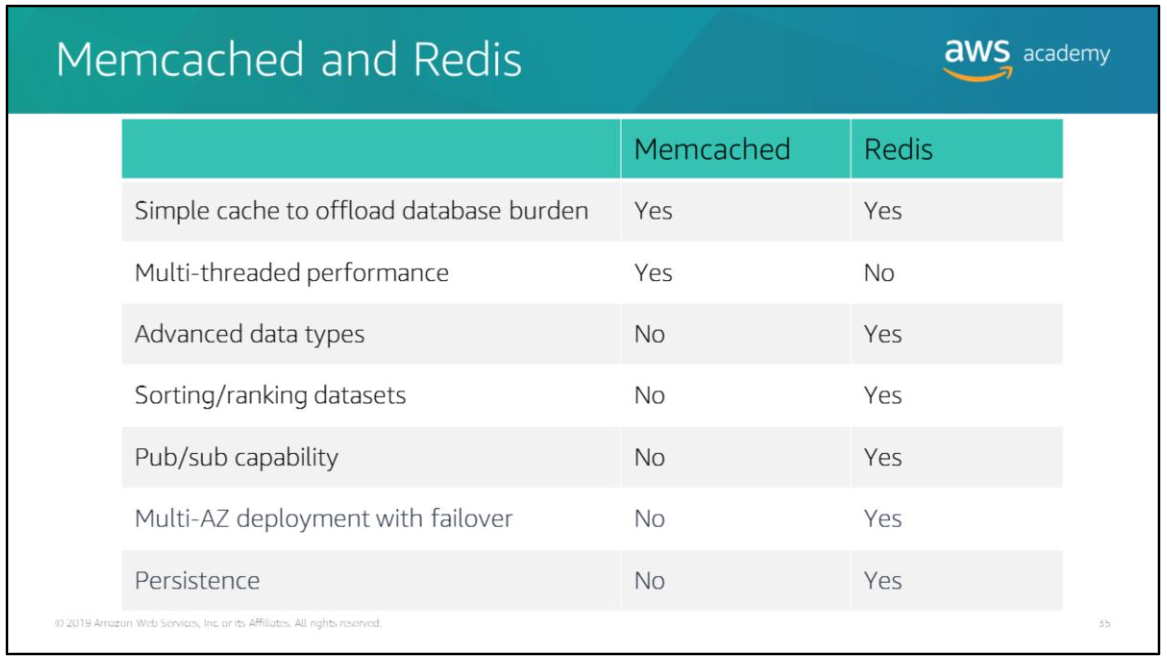 Memcached and Redis
aws academy
Memcached Redis
Simple cache to offload database burden Yes Yes
Multi-threaded performance Yes No
Advanced data types No Yes
Sorting/ranking datasets No Yes
Pub/sub capability No Yes
Multi-AZ deployment with failover No Yes
Persistence No Yes
© 2019 Amazon Web Services, Inc. or its Affiliates. All rights reserved.
35